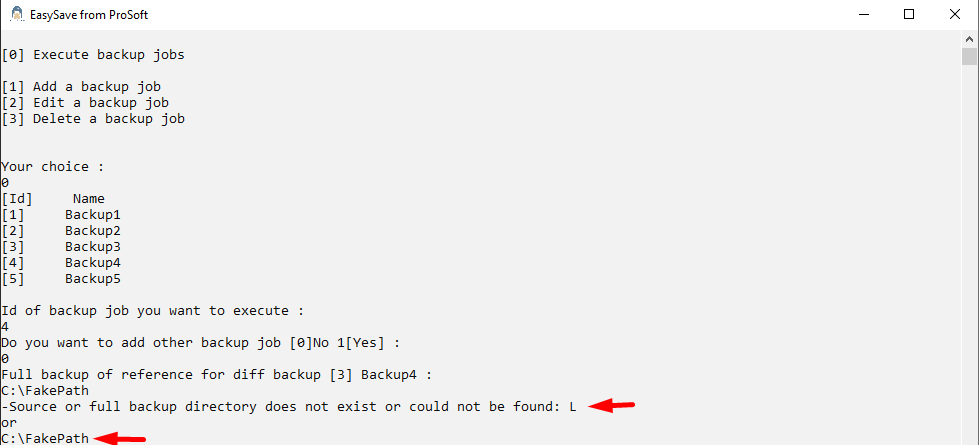 EasySave from ProSoft
[0] Execute backup jobs
[1] Add a backup job
[2] Edit a backup job
[3] Delete a backup job
Your choice :
0
[Id]     Name
[1]     Backup1
[2]     Backup2
[3]     Backup3
[4]     Backup4
[5]     Backup5
Id of backup job you want to execute :
4
Do you want to add other backup job [0]No 1[Yes] :
0
Full backup of reference for diff backup [3] Backup4 :
C:\FakePath
-Source or full backup directory does not exist or could not be found: L
or
C:\FakePath